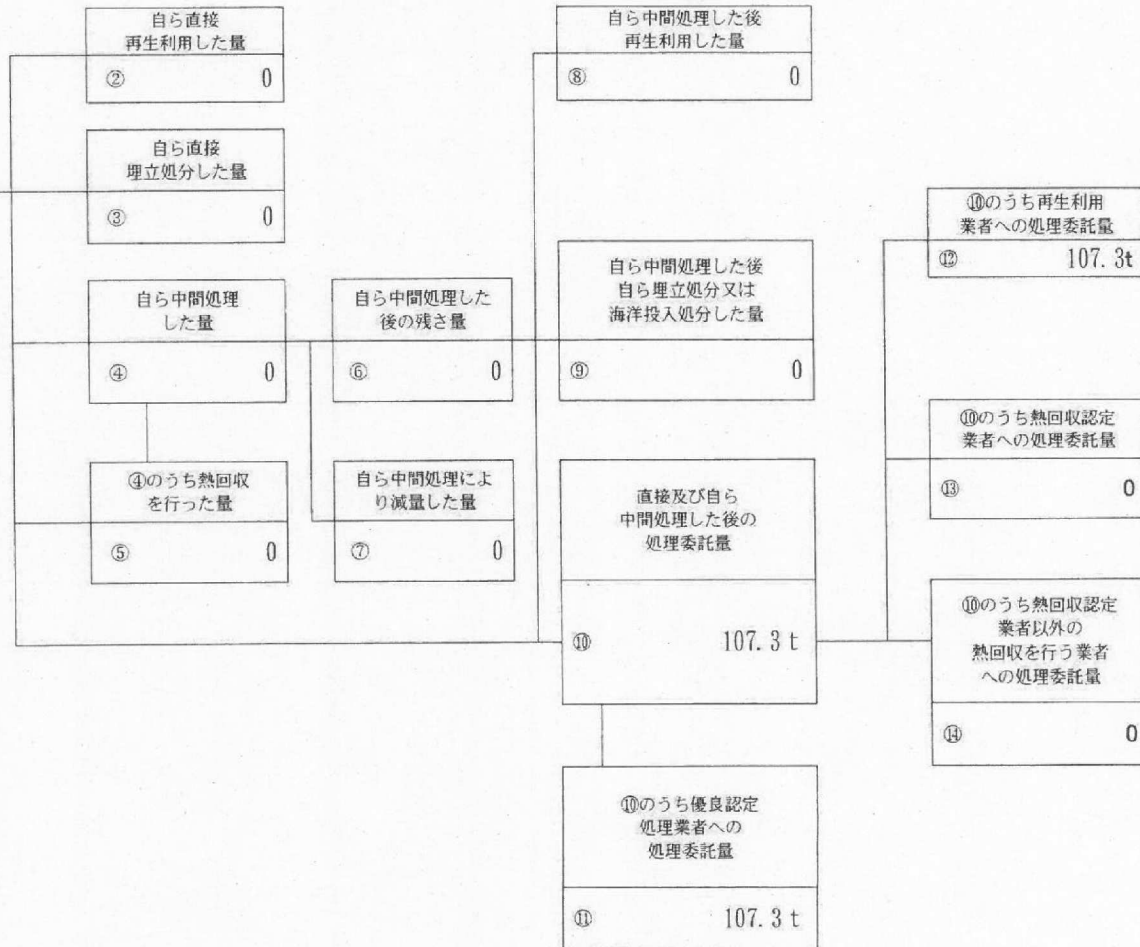 自ら直接
再生利用した量
② 0
自ら直接
埋立処分した量
③ 0
自ら中間処理
した量
④ 0
④のうち熱回収
を行った量
⑤ 0
自ら中間処理した
後の残さ量
⑥ 0
自ら中間処理によ
り減量した量
⑦ 0
自ら中間処理した後
再生利用した量
⑧ 0
自ら中間処理した後
自ら埋立処分又は
海洋投入処分した量
⑨ 0
直接及び自ら
中間処理した後の
処理委託量
⑩ 107.3 t
⑩のうち優良認定
処理業者への
処理委託量
⑪ 107.3 t
⑩のうち再生利用
業者への処理委託量
⑫ 107.3t
⑩のうち熱回収認定
業者への処理委託量
⑬ 0
⑩のうち熱回収認定
業者以外の
熱回収を行う業者
への処理委託量
⑭ 0